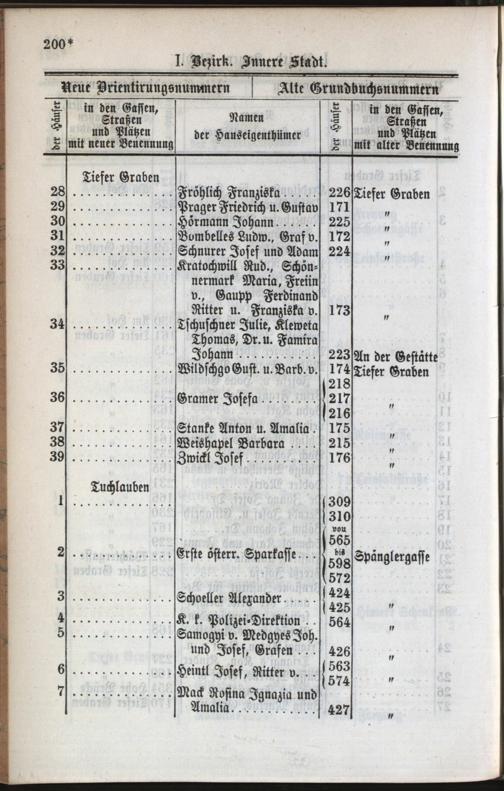 200*
I. Bezirk. Innere Stadt.
Neue Orientirungsnummern Alte Grundbuchsnummern
der Häuser
in den Gassen,
Straßen
und Plätzen
mit neuer Benennung
Namen
der Hauseigenthümer
der Häuser
in den Gassen,
Straßen
und Plätzen
mit alter Benennung
Tiefer Graben
28 Fröhlich Franziska 226 Tiefer Graben
29 Prager Friedrich u. Gustav 171 "
30 Hörmann Johann 225 "
31 Bombelles Ludw., Graf v. 172 "
32 Schnurer Josef und Adam 224 "
33 Kratochwill Rud., Schön-
nermark Maria, Freiin
v., Gaupp Ferdinand
Ritter u. Franziska v. 173 "
34 Tschuschner Julie, Kleweta
Thomas, Dr. u. Famira
Johann 223 An der Gestätte
35 Wildschgo Gust. u. Barb. v. 174 Tiefer Graben
218
36 Gramer Josefa 217 "
216
37 Stanke Anton u. Amalia 175 "
38 Weishapel Barbara 215 "
39 Zwickl Josef 176 "
Tuchlauben
1 309
310
von
565
2 Erste österr. Sparkasse bis Spänglergasse
598
572
3 Schoeller Alexander 424
425 "
4 K. k. Polizei-Direktion 564 "
5 Samogyi v. Medgyes Joh.
und Josef, Grafen 426 "
6 Heintl Josef, Ritter v. 563
574 "
7 Mack Rosina Ignazia und
Amalia 427 "